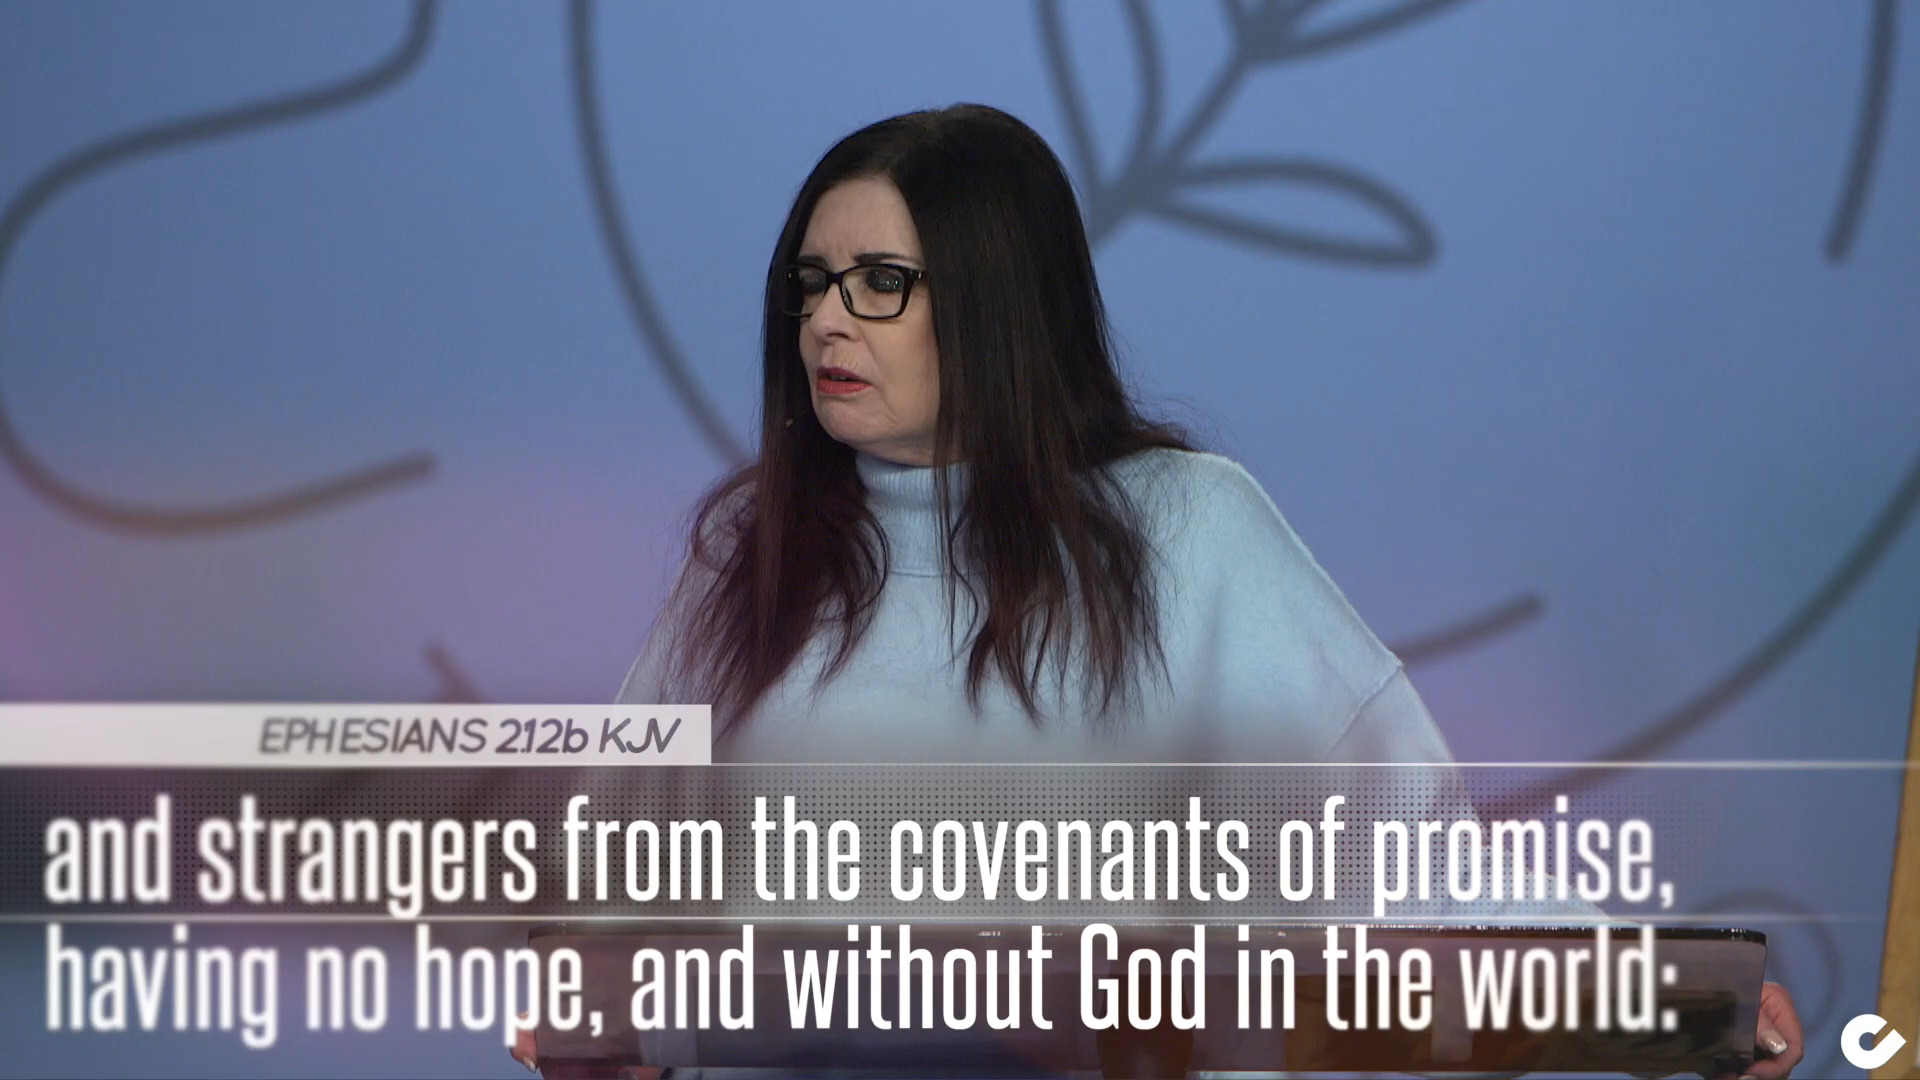 EPHESIANS 2:12b KJV
and strangers from the covenants of promise,
having no hope, and without God in the world: